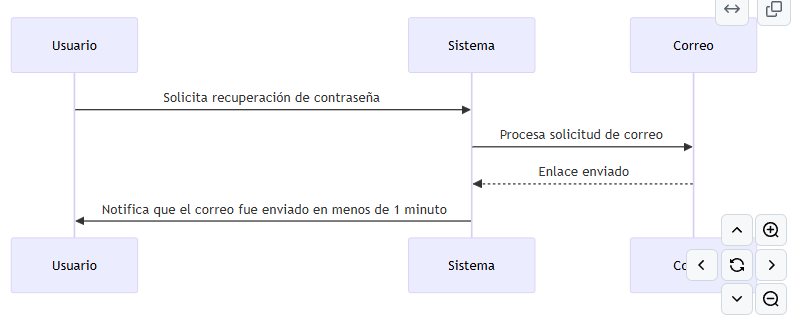 Usuario
Sistema
Correo
Solicita recuperación de contraseña
Procesa solicitud de correo
Enlace enviado
Notifica que el correo fue enviado en menos de 1 minuto
Usuario
Sistema